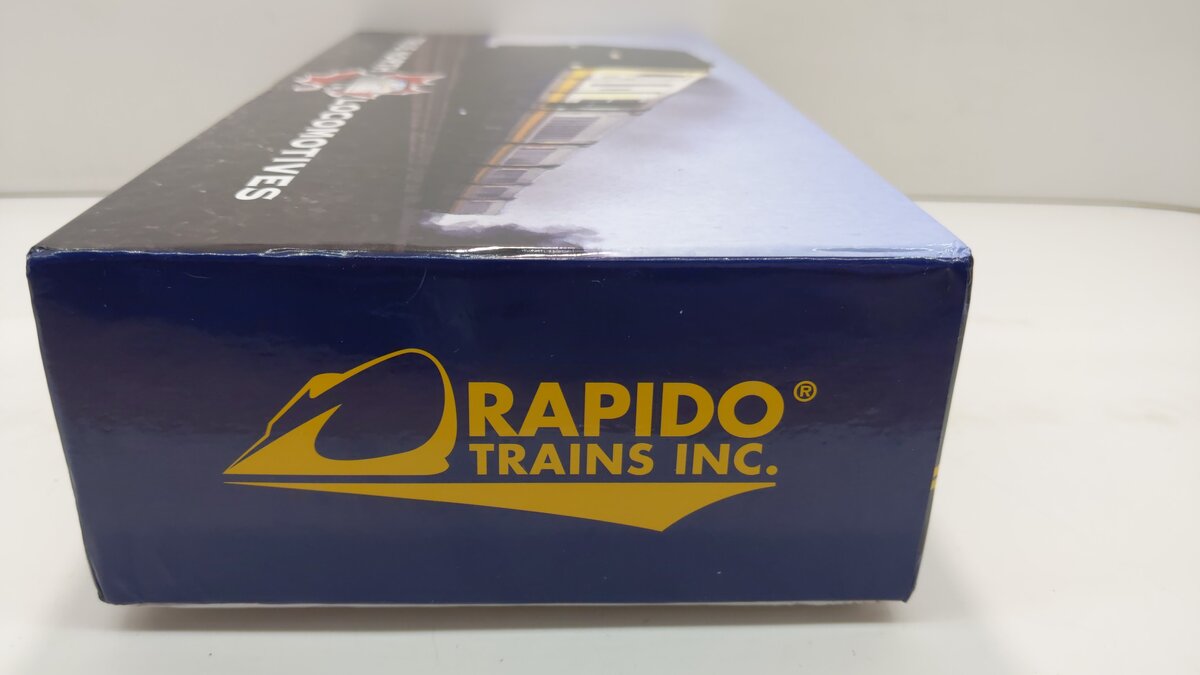 LOCOMOTIVES
RAPIDO®
TRAINS INC.